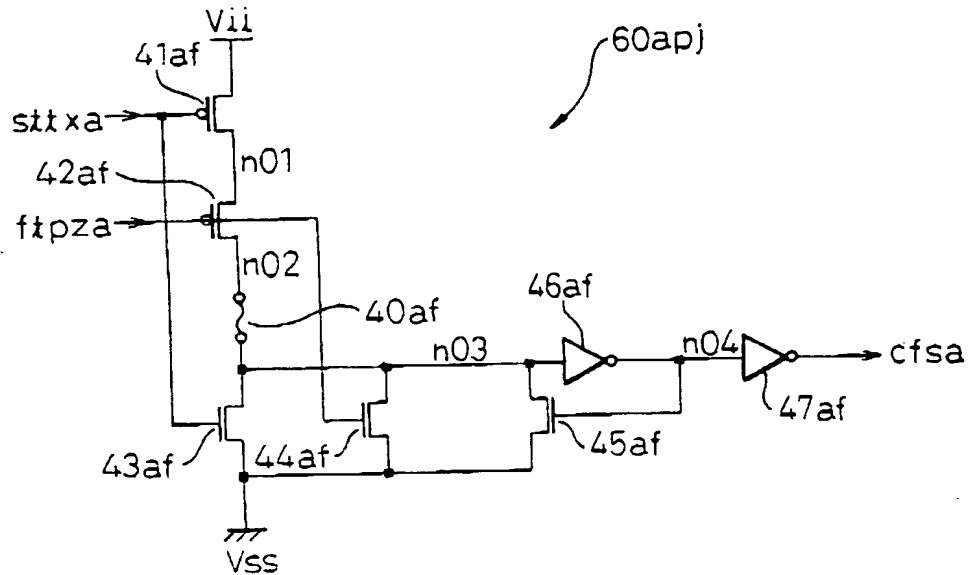 Vii
60apj
41af
sttxa
n01
42af
ftpza
n02
40af
46af
n03
n04
cfsa
47af
43af
44af
45af
Vss